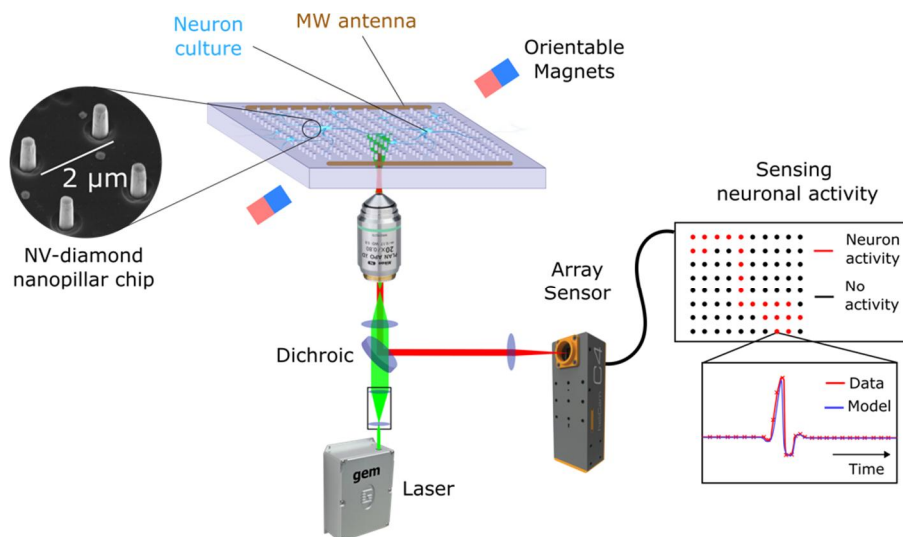 Neuron
culture
MW antenna
Orientable
Magnets
2 μm
NV-diamond
nanopillar chip
Dichroic
gem
Laser
Array
Sensor
Sensing
neuronal activity
Neuron
activity
No
activity
Data
Model
Time